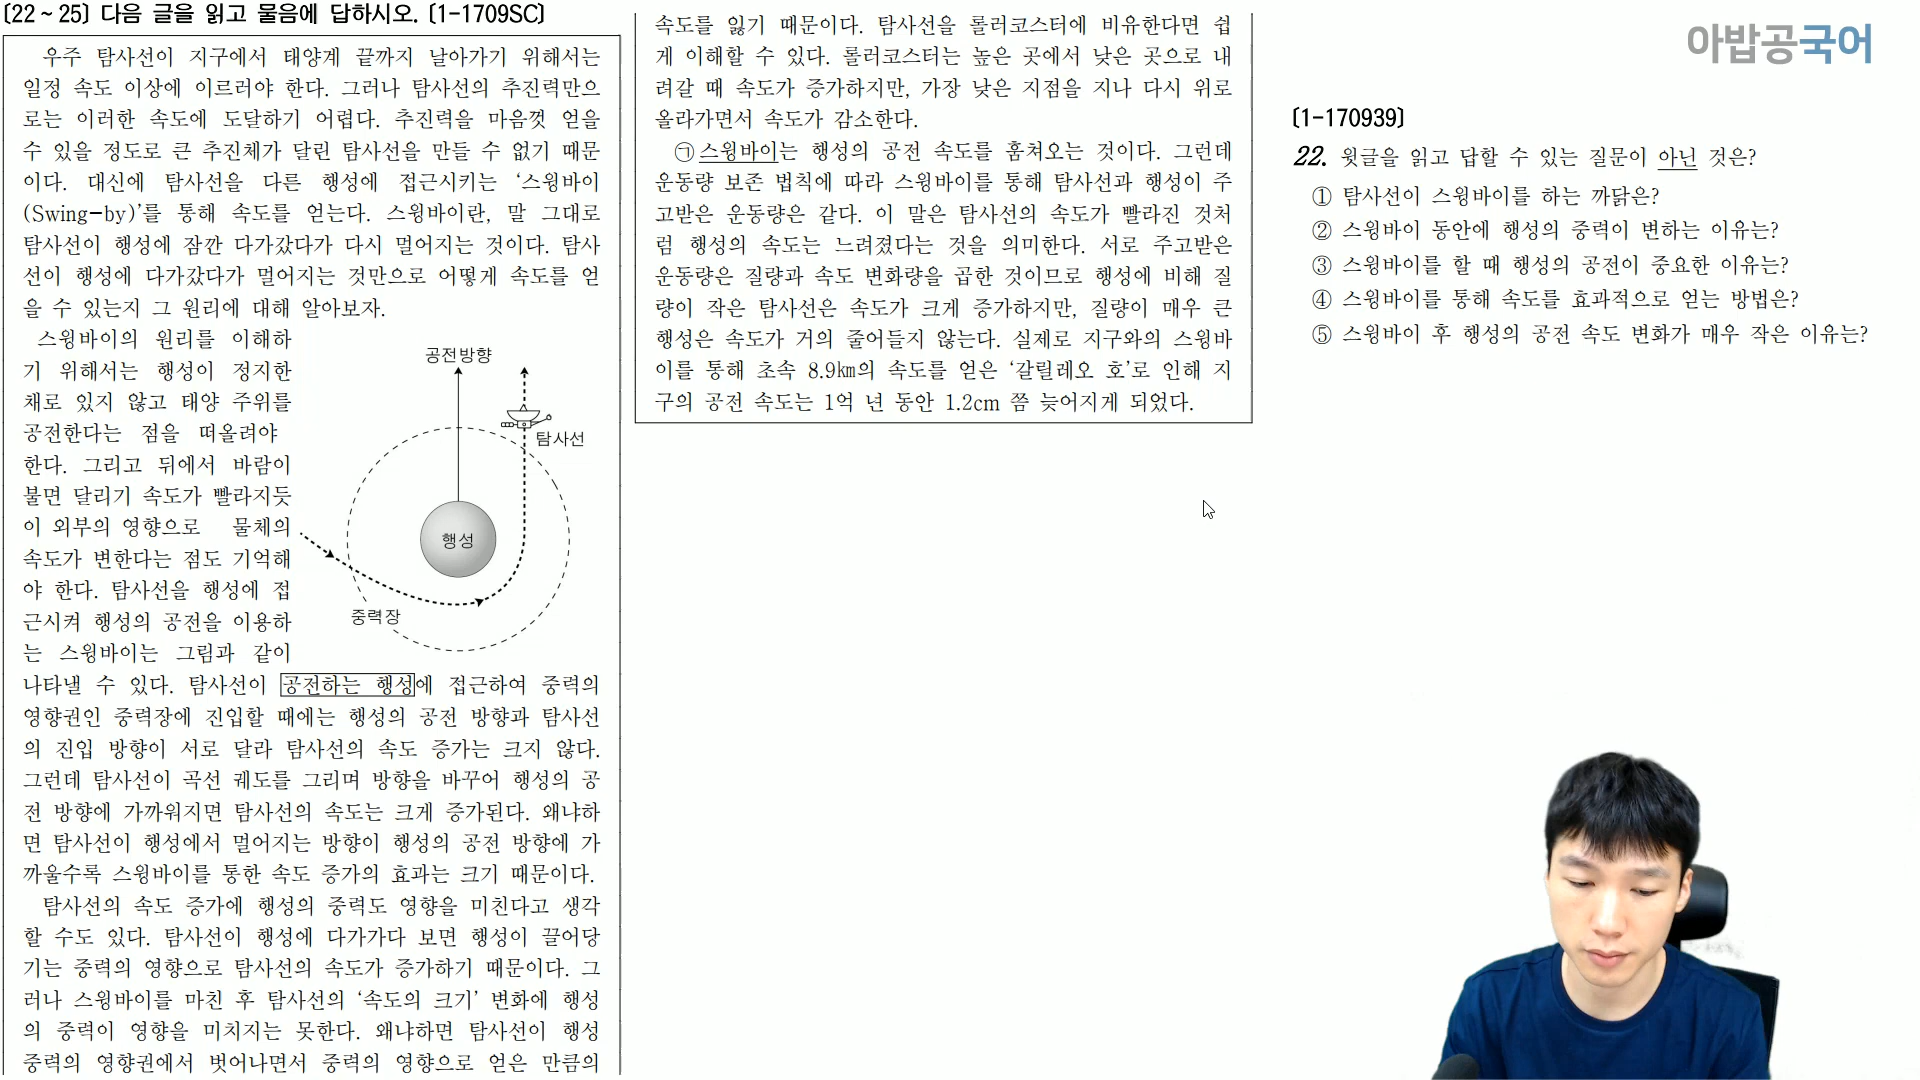 [22 ~ 25] 다음 글을 읽고 물음에 답하시오. [1-1709SC]
우주 탐사선이 지구에서 태양계 끝까지 날아가기 위해서는
일정 속도 이상에 이르러야 한다. 그러나 탐사선의 추진력만으
로는 이러한 속도에 도달하기 어렵다. 추진력을 마음껏 얻을
수 있을 정도로 큰 추진체가 달린 탐사선을 만들 수 없기 때문
이다. 대신에 탐사선을 다른 행성에 접근시키는 ‘스윙바이
(Swing-by)’를 통해 속도를 얻는다. 스윙바이란, 말 그대로
탐사선이 행성에 잠깐 다가갔다가 다시 멀어지는 것이다. 탐사
선이 행성에 다가갔다가 멀어지는 것만으로 어떻게 속도를 얻
을 수 있는지 그 원리에 대해 알아보자.
스윙바이의 원리를 이해하
기 위해서는 행성이 정지한
채로 있지 않고 태양 주위를
공전한다는 점을 떠올려야
한다. 그리고 뒤에서 바람이
불면 달리기 속도가 빨라지듯
이 외부의 영향으로 물체의
속도가 변한다는 점도 기억해
야 한다. 탐사선을 행성에 접
근시켜 행성의 공전을 이용하
는 스윙바이는 그림과 같이
공전방향
탐사선
행성
중력장
나타낼 수 있다. 탐사선이 공전하는 행성에 접근하여 중력의
영향권인 중력장에 진입할 때에는 행성의 공전 방향과 탐사선
의 진입 방향이 서로 달라 탐사선의 속도 증가는 크지 않다.
그런데 탐사선이 곡선 궤도를 그리며 방향을 바꾸어 행성의 공
전 방향에 가까워지면 탐사선의 속도는 크게 증가된다. 왜냐하
면 탐사선이 행성에서 멀어지는 방향이 행성의 공전 방향에 가
까울수록 스윙바이를 통한 속도 증가의 효과는 크기 때문이다.
탐사선의 속도 증가에 행성의 중력도 영향을 미친다고 생각
할 수도 있다. 탐사선이 행성에 다가가다 보면 행성이 끌어당
기는 중력의 영향으로 탐사선의 속도가 증가하기 때문이다. 그
러나 스윙바이를 마친 후 탐사선의 ‘속도의 크기’ 변화에 행성
의 중력이 영향을 미치지는 못한다. 왜냐하면 탐사선이 행성
중력의 영향권에서 벗어나면서 중력의 영향으로 얻은 만큼의
속도를 잃기 때문이다. 탐사선을 롤러코스터에 비유한다면 쉽
게 이해할 수 있다. 롤러코스터는 높은 곳에서 낮은 곳으로 내
려갈 때 속도가 증가하지만, 가장 낮은 지점을 지나 다시 위로
올라가면서 속도가 감소한다.
㉠스윙바이는 행성의 공전 속도를 훔쳐오는 것이다. 그런데
운동량 보존 법칙에 따라 스윙바이를 통해 탐사선과 행성이 주
고받은 운동량은 같다. 이 말은 탐사선의 속도가 빨라진 것처
럼 행성의 속도는 느려졌다는 것을 의미한다. 서로 주고받은
운동량은 질량과 속도 변화량을 곱한 것이므로 행성에 비해 질
량이 작은 탐사선은 속도가 크게 증가하지만, 질량이 매우 큰
행성은 속도가 거의 줄어들지 않는다. 실제로 지구와의 스윙바
이를 통해 초속 8.9㎞의 속도를 얻은 ‘갈릴레오 호’로 인해 지
구의 공전 속도는 1억 년 동안 1.2cm 쯤 늦어지게 되었다.
아밥공국어
[1-170939]
22. 윗글을 읽고 답할 수 있는 질문이 아닌 것은?
① 탐사선이 스윙바이를 하는 까닭은?
② 스윙바이 동안에 행성의 중력이 변하는 이유는?
③ 스윙바이를 할 때 행성의 공전이 중요한 이유는?
④ 스윙바이를 통해 속도를 효과적으로 얻는 방법은?
⑤ 스윙바이 후 행성의 공전 속도 변화가 매우 작은 이유는?